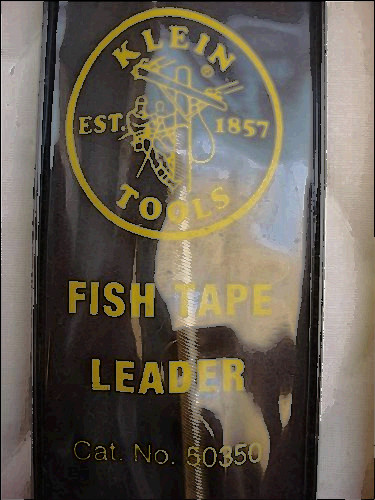 KLEIN
®
EST. 1857
TOOLS
FISH TAPE
LEADER
Cat. No. 50350